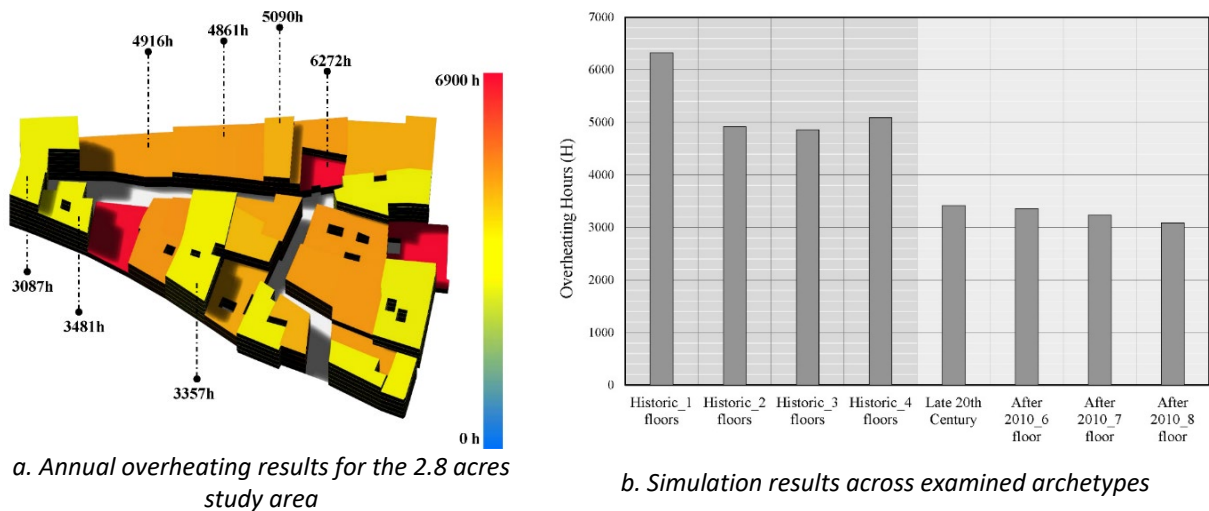 5090h
4861h
4916h
6272h
6900 h
3087h
3481h
3357h
0 h
a. Annual overheating results for the 2.8 acres
study area
Overheating Hours (H)
7000
6000
5000
4000
3000
2000
1000
0
Historic_1
floors
Historic_2
floors
Historic_3
floors
Historic_4
floors
Late 20th
Century
After
2010_6
floor
After
2010_7
floor
After
2010_8
floor
b. Simulation results across examined archetypes